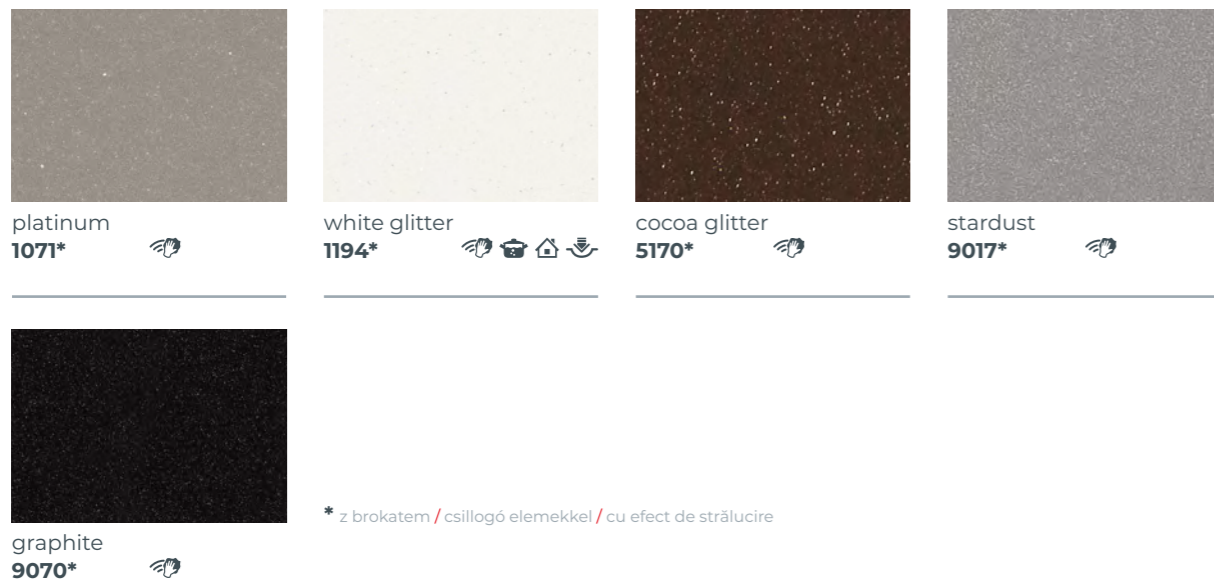 platinum
1071*
white glitter
1194*
cocoa glitter
5170*
stardust
9017*
graphite
9070*
* z brokatem / csillogó elemekkel / cu efect de strălucire